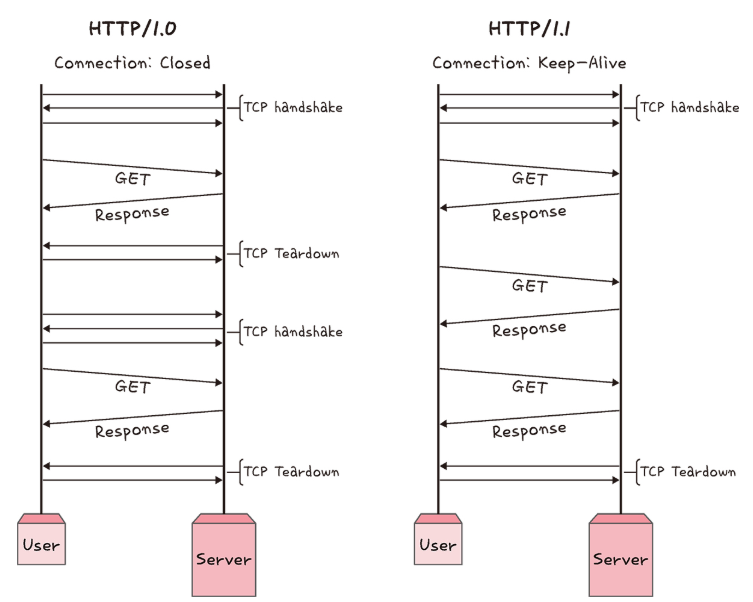 HTTP/1.0
Connection: Closed
TCP handshake
GET
Response
TCP Teardown
TCP handshake
GET
Response
TCP Teardown
User
Server
HTTP/1.1
Connection: Keep-Alive
TCP handshake
GET
Response
GET
Response
GET
Response
TCP Teardown
User
Server